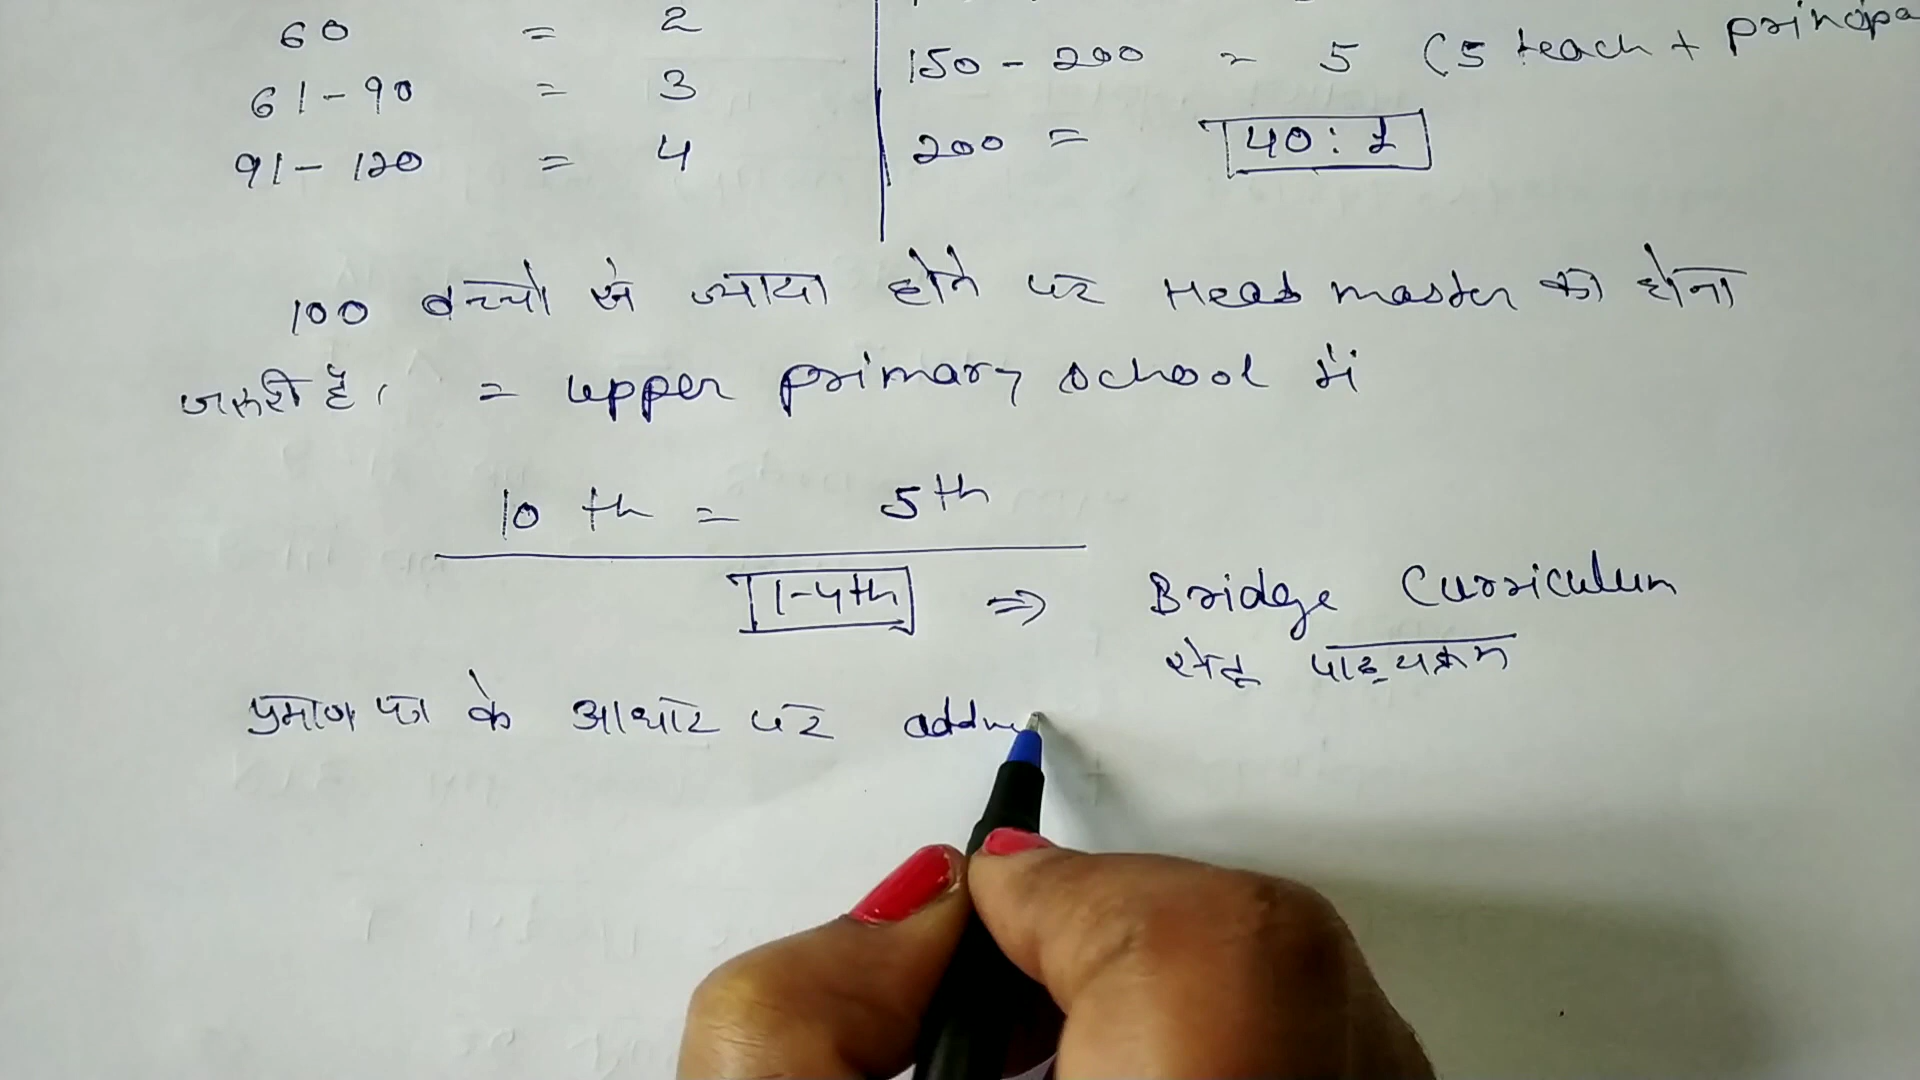 60 = 2
61-90 = 3
91-120 = 4
150-200 = 5 (5 teach + principa
200 = 40:1
100 बच्चो से ज्यादा होने पर Head master को होना
जरूरी है। = upper primary school में
10 th = 5th
1-4th ⇒ Bridge Curriculum
सेतू पाठ्यक्रम
प्रमाण पत्र के आधार पर addm